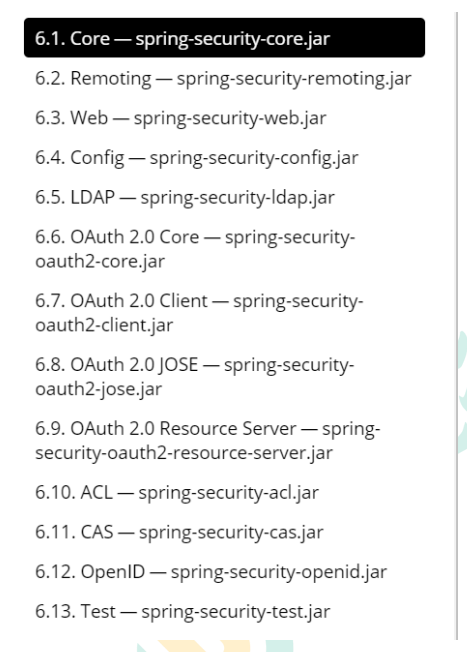 6.1. Core — spring-security-core.jar
6.2. Remoting — spring-security-remoting.jar
6.3. Web — spring-security-web.jar
6.4. Config — spring-security-config.jar
6.5. LDAP — spring-security-ldap.jar
6.6. OAuth 2.0 Core — spring-security-
oauth2-core.jar
6.7. OAuth 2.0 Client — spring-security-
oauth2-client.jar
6.8. OAuth 2.0 JOSE — spring-security-
oauth2-jose.jar
6.9. OAuth 2.0 Resource Server — spring-
security-oauth2-resource-server.jar
6.10. ACL — spring-security-acl.jar
6.11. CAS — spring-security-cas.jar
6.12. OpenID — spring-security-openid.jar
6.13. Test — spring-security-test.jar